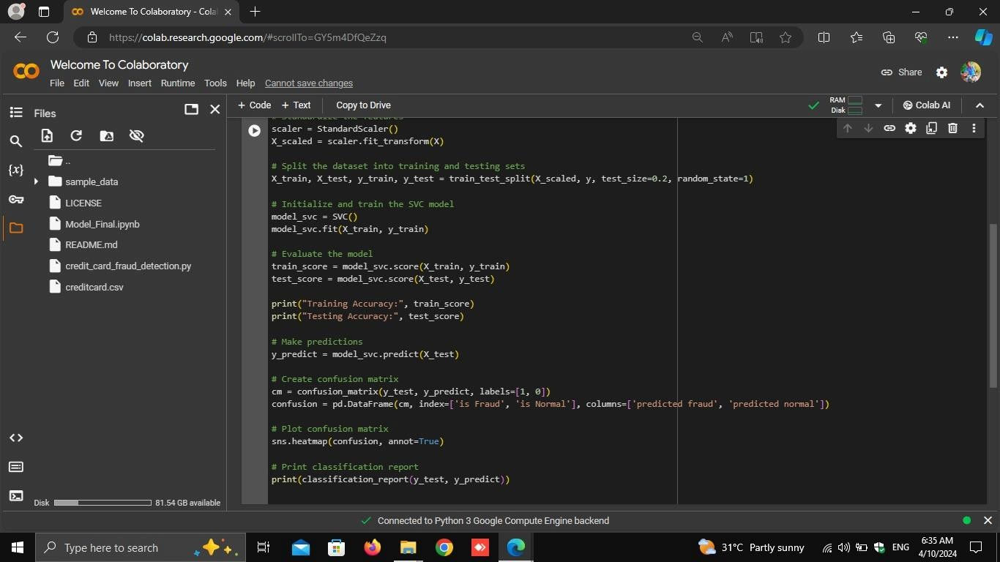 Welcome To Colaboratory - Cola
https://colab.research.google.com/#scrollTo=GY5m4DfQeZzq
Welcome To Colaboratory
File Edit View Insert Runtime Tools Help Cannot save changes
Share
Files
+ Code + Text Copy to Drive
RAM
Disk
Colab AI
..
sample_data
LICENSE
Model_Final.ipynb
README.md
credit_card_fraud_detection.py
creditcard.csv
{x}
Disk 81.54 GB available
# Standardize the features
scaler = StandardScaler()
X_scaled = scaler.fit_transform(X)
# Split the dataset into training and testing sets
X_train, X_test, y_train, y_test = train_test_split(X_scaled, y, test_size=0.2, random_state=1)
# Initialize and train the SVC model
model_svc = SVC()
model_svc.fit(X_train, y_train)
# Evaluate the model
train_score = model_svc.score(X_train, y_train)
test_score = model_svc.score(X_test, y_test)
print("Training Accuracy:", train_score)
print("Testing Accuracy:", test_score)
# Make predictions
y_predict = model_svc.predict(X_test)
# Create confusion matrix
cm = confusion_matrix(y_test, y_predict, labels=[1, 0])
confusion = pd.DataFrame(cm, index=['is Fraud', 'is Normal'], columns=['predicted fraud', 'predicted normal'])
# Plot confusion matrix
sns.heatmap(confusion, annot=True)
# Print classification report
print(classification_report(y_test, y_predict))
Connected to Python 3 Google Compute Engine backend
Type here to search
31°C Partly sunny
ENG
6:35 AM
4/10/2024